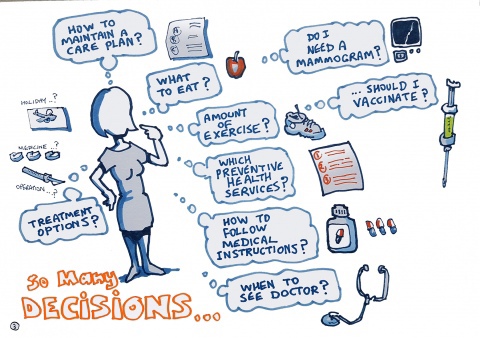 HOW TO
MAINTAIN A
CARE PLAN?
WHAT
TO EAT?
DO I
NEED A
MAMMOGRAM?
... SHOULD I
VACCINATE?
AMOUNT
OF
EXERCISE?
WHICH
PREVENTIVE
HEALTH
SERVICES?
HOW TO
FOLLOW
MEDICAL
INSTRUCTIONS?
WHEN TO
SEE DOCTOR?
HOLIDAY..?
MEDICINE..?
OPERATION...?
TREATMENT
OPTIONS?
So Many
DECISIONS...